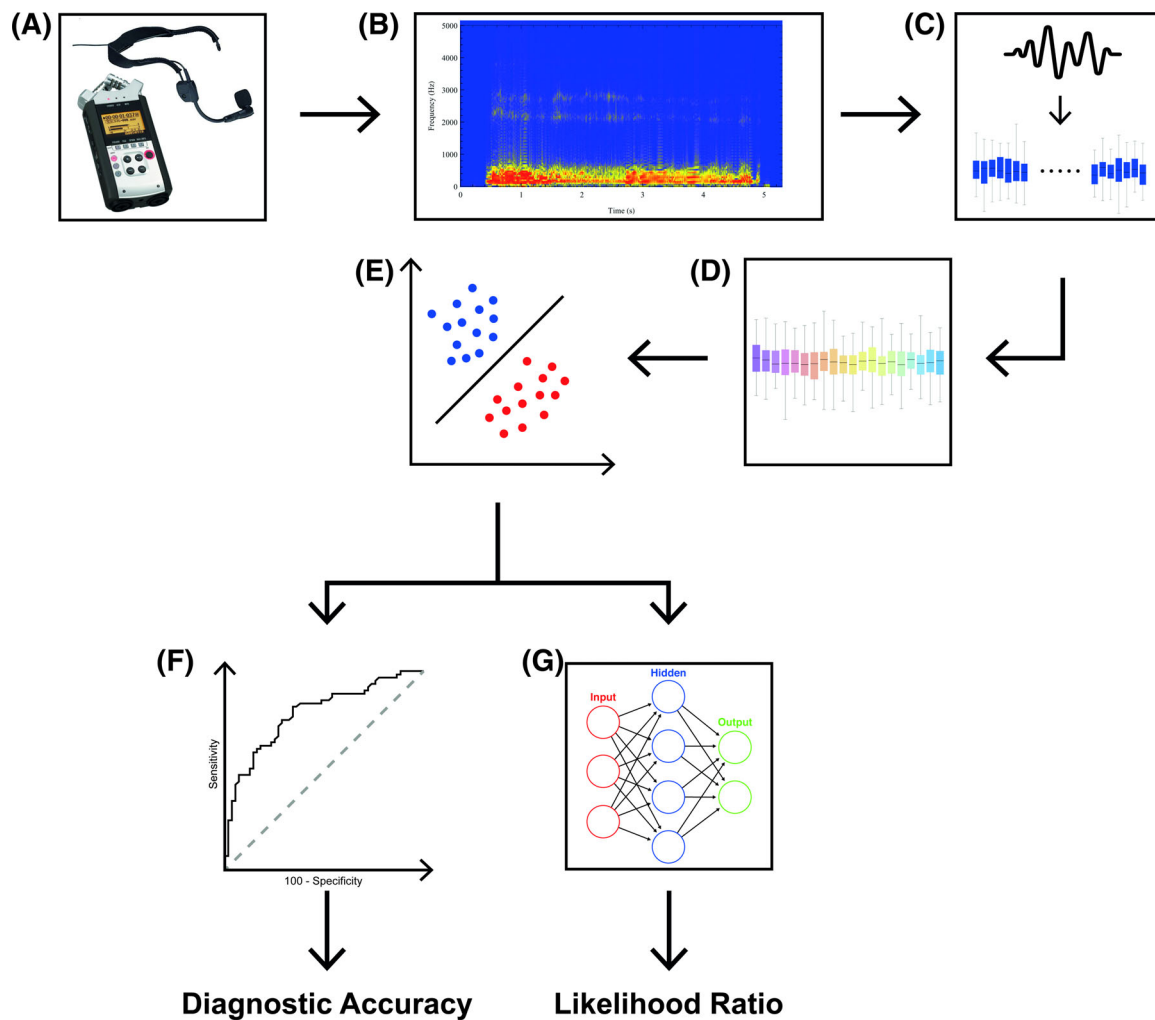 (A)
(B)
5000
4000
3000
2000
1000
0
Frequency (Hz)
0
1
2
3
4
5
Time (s)
(C)
(E)
(D)
(F)
Sensitivity
100 - Specificity
(G)
Hidden
Input
Output
Diagnostic Accuracy
Likelihood Ratio